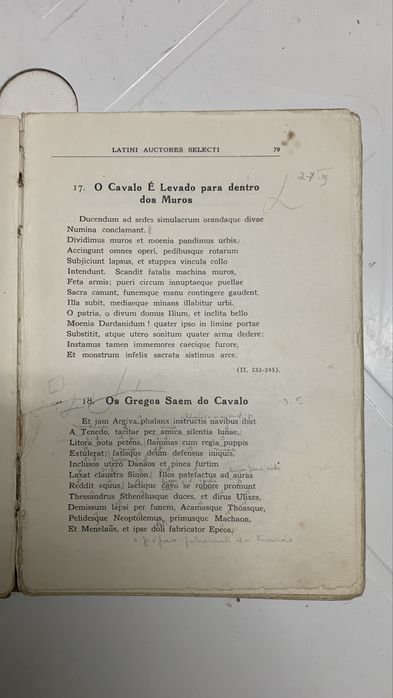 LATINI AUCTORES SELECTI 79
17. O Cavalo É Levado para dentro
dos Muros
Ducendum ad sedes simulacrum orandaque divae
Numina conclamant.
Dividimus muros et moenia pandimus urbis.
Accingunt omnes operi, pedibusque rotarum
Subjiciunt lapsus, et stuppea vincula collo
Intendunt. Scandit fatalis machina muros,
Feta armis; pueri circum innuptaeque puellae
Sacra canunt, funemque manu contingere gaudent.
Illa subit, mediaeque minans illabitur urbi.
O patria, o divum domus Ilium, et inclita bello
Moenia Dardanidum! quater ipso in limine portae
Substitit, atque utero sonitum quater arma dedere:
Instamus tamen immemores caecique furore,
Et monstrum infelix sacrata sistimus arce.
(II, 232-245).
18. Os Gregos Saem do Cavalo
Et jam Argiva phalanx instructis navibus ibat
A Tenedo, tacitae per amica silentia lunae,
Litora nota petens, flammas cum regia puppis
Extulerat: fatisque deum defensus iniquis,
Inclusos utero Danaos et pinea furtim
Laxat claustra Sinon. Illos patefactus ad auras
Reddit equus, laetique cavo se robore promunt
Thessandrus Sthenelusque duces, et dirus Ulixes,
Demissum lapsi per funem, Acamasque Thoasque,
Pelidesque Neoptolemus, primusque Machaon,
Et Menelaüs, et ipse doli fabricator Epeos.